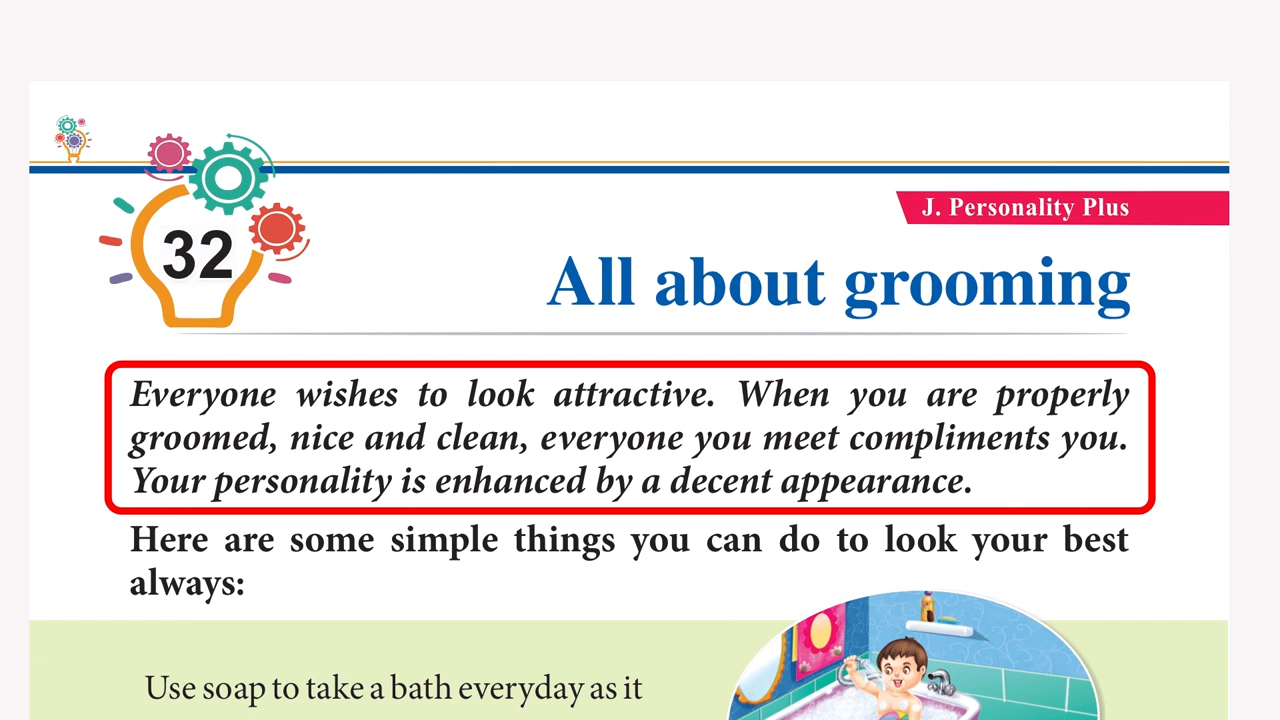 J. Personality Plus
32
All about grooming
Everyone wishes to look attractive. When you are properly
groomed, nice and clean, everyone you meet compliments you.
Your personality is enhanced by a decent appearance.
Here are some simple things you can do to look your best
always:
Use soap to take a bath everyday as it